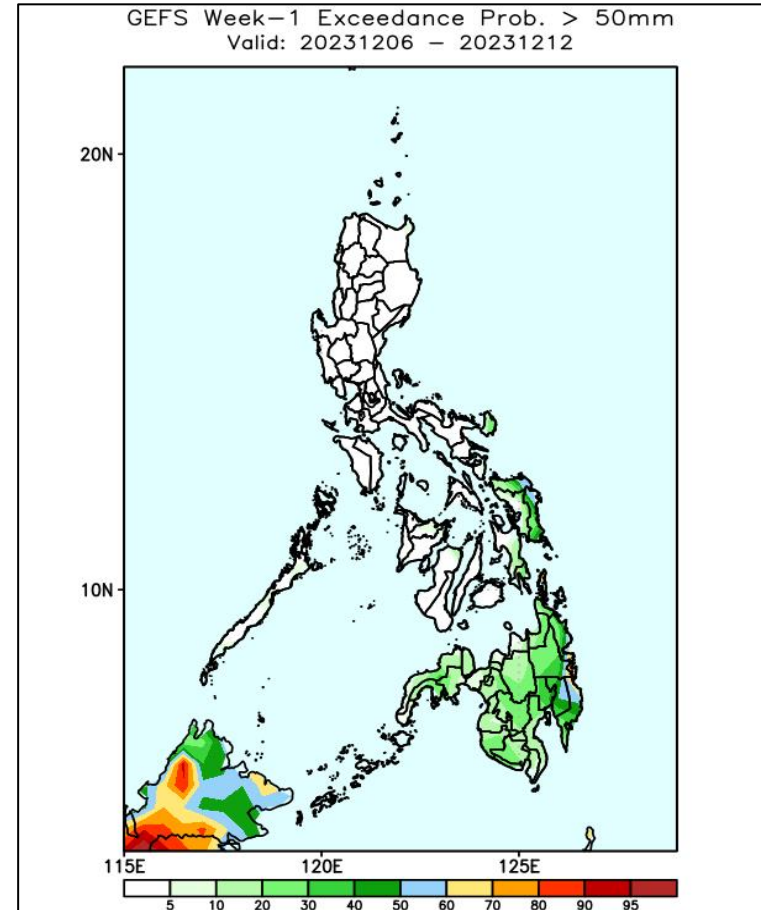 GEFS Week-1 Exceedance Prob. > 50mm
Valid: 20231206 - 20231212
20N
10N
115E 120E 125E
5 10 20 30 40 50 60 70 80 90 95